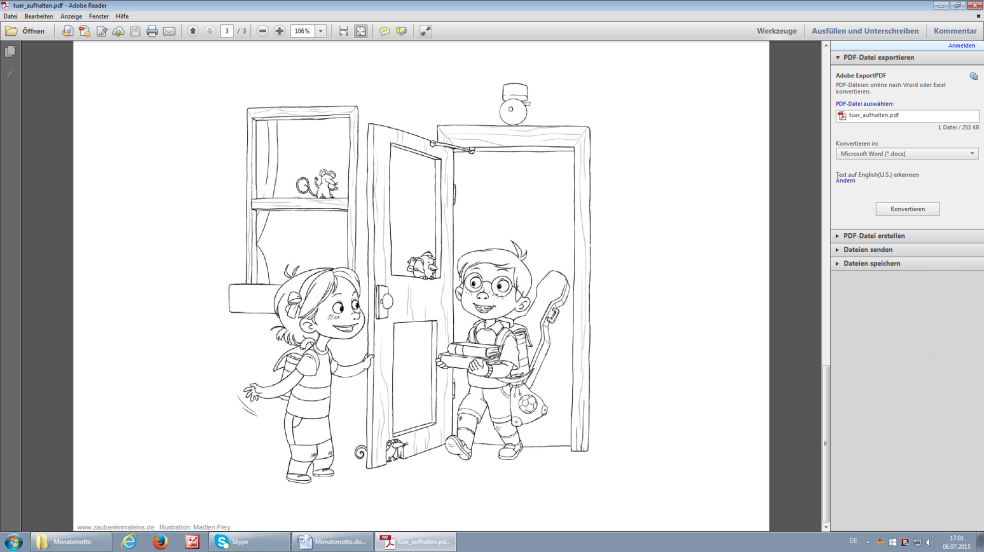 tuer_aufhalten.pdf - Adobe Reader
Datei Bearbeiten Anzeige Fenster Hilfe
Öffnen
3 / 3
106%
Werkzeuge
Ausfüllen und Unterschreiben
Kommentar
Anmelden
PDF-Datei exportieren
Adobe ExportPDF
PDF-Dateien online nach Word oder Excel
konvertieren.
PDF-Datei auswählen:
tuer_aufhalten.pdf
1 Datei / 253 KB
Konvertieren in:
Microsoft Word (*.docx)
Text auf English(U.S.) erkennen
Ändern
Konvertieren
PDF-Datei erstellen
Dateien senden
Dateien speichern
www.zaubereinmaleins.de Illustration: Madlen Frey
Monatsmotto
Skype
Monatsmotto.do...
tuer_aufhalten.pd...
DE
17:01
06.07.2015